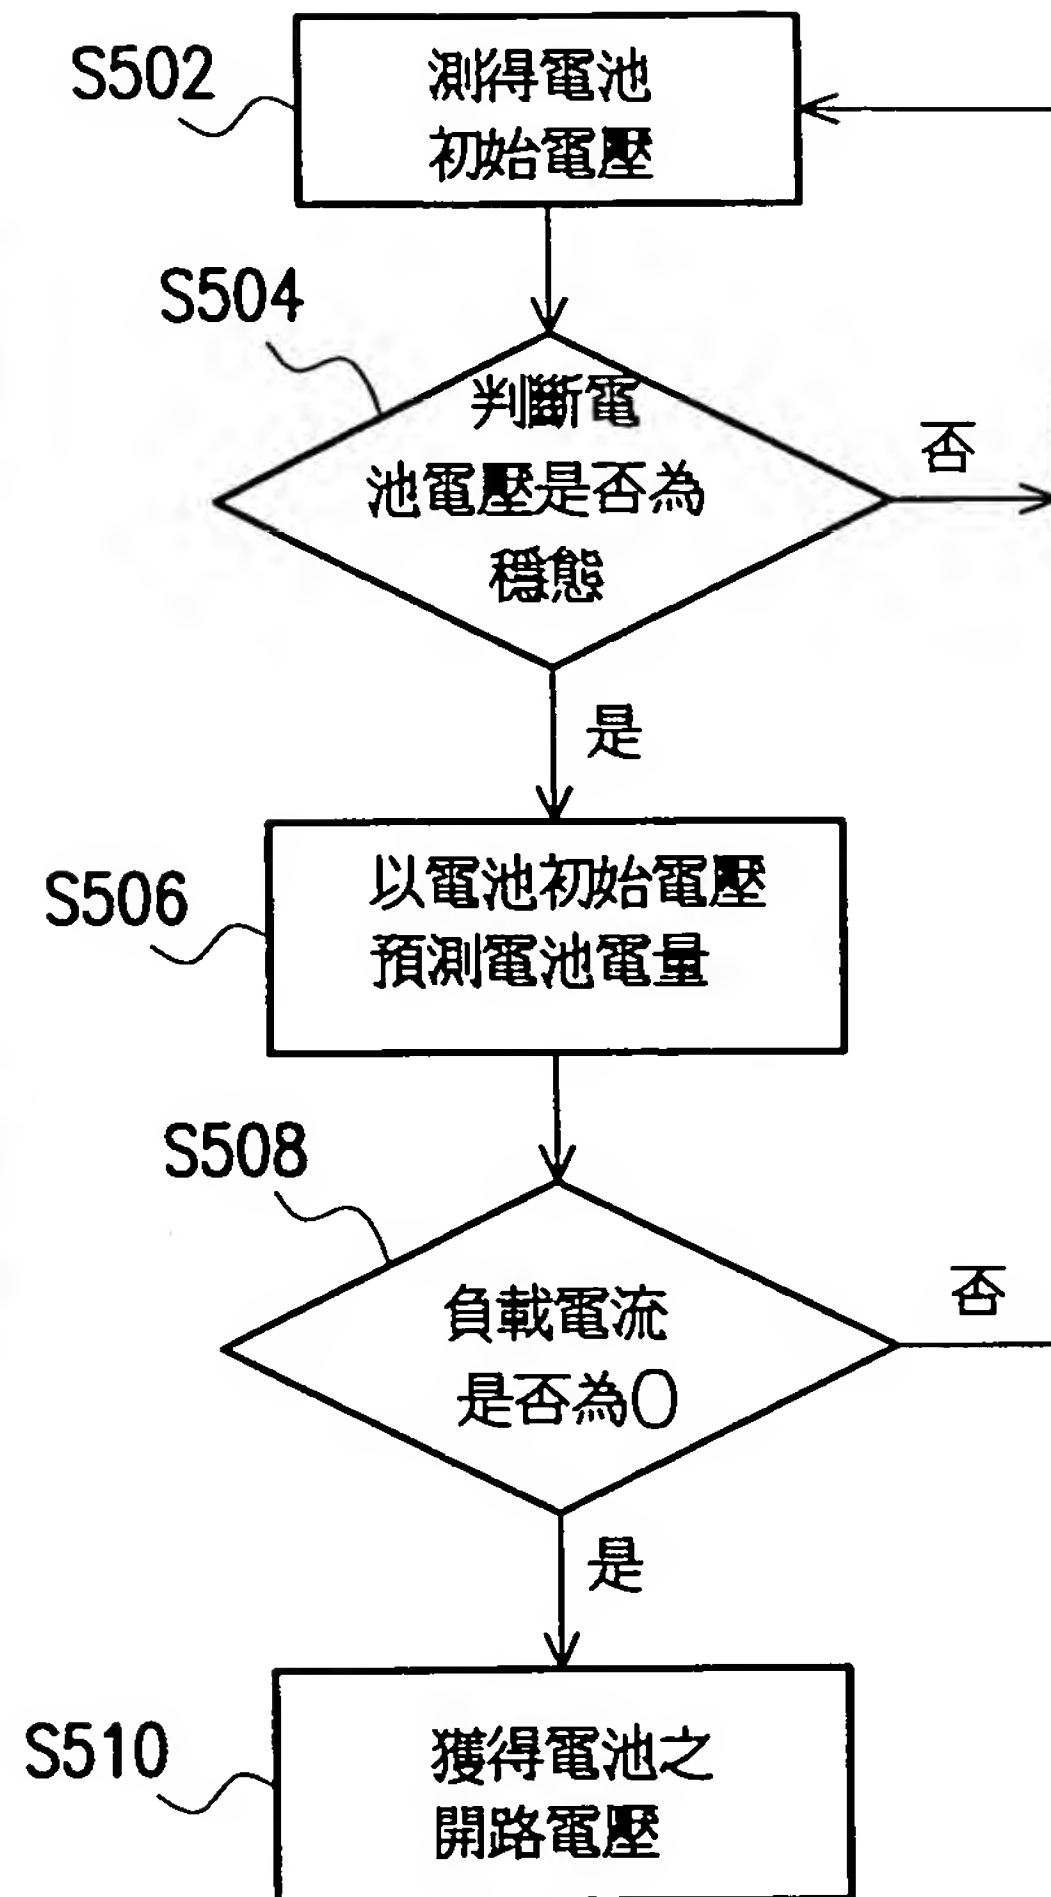 S502
測得電池
初始電壓
S504
判斷電
池電壓是否為
穩態
否
是
S506
以電池初始電壓
預測電池電量
S508
負載電流
是否為0
否
是
S510
獲得電池之
開路電壓